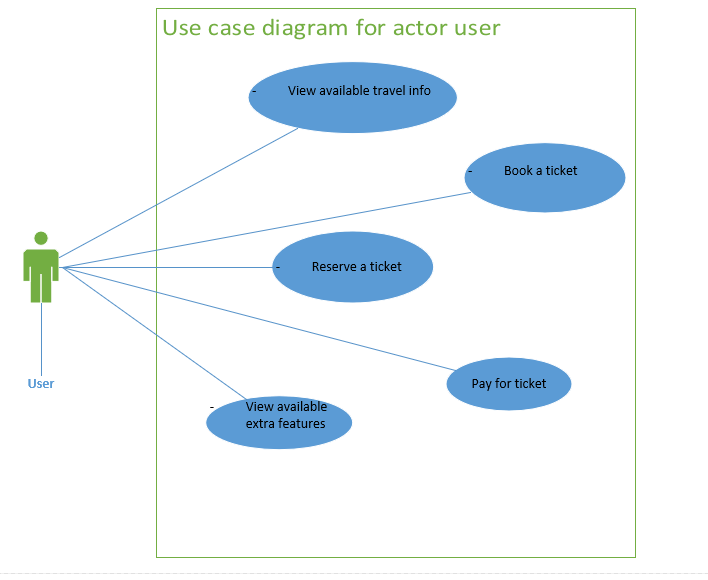 Use case diagram for actor user
- View available travel info
- Book a ticket
- Reserve a ticket
Pay for ticket
User
- View available
extra features